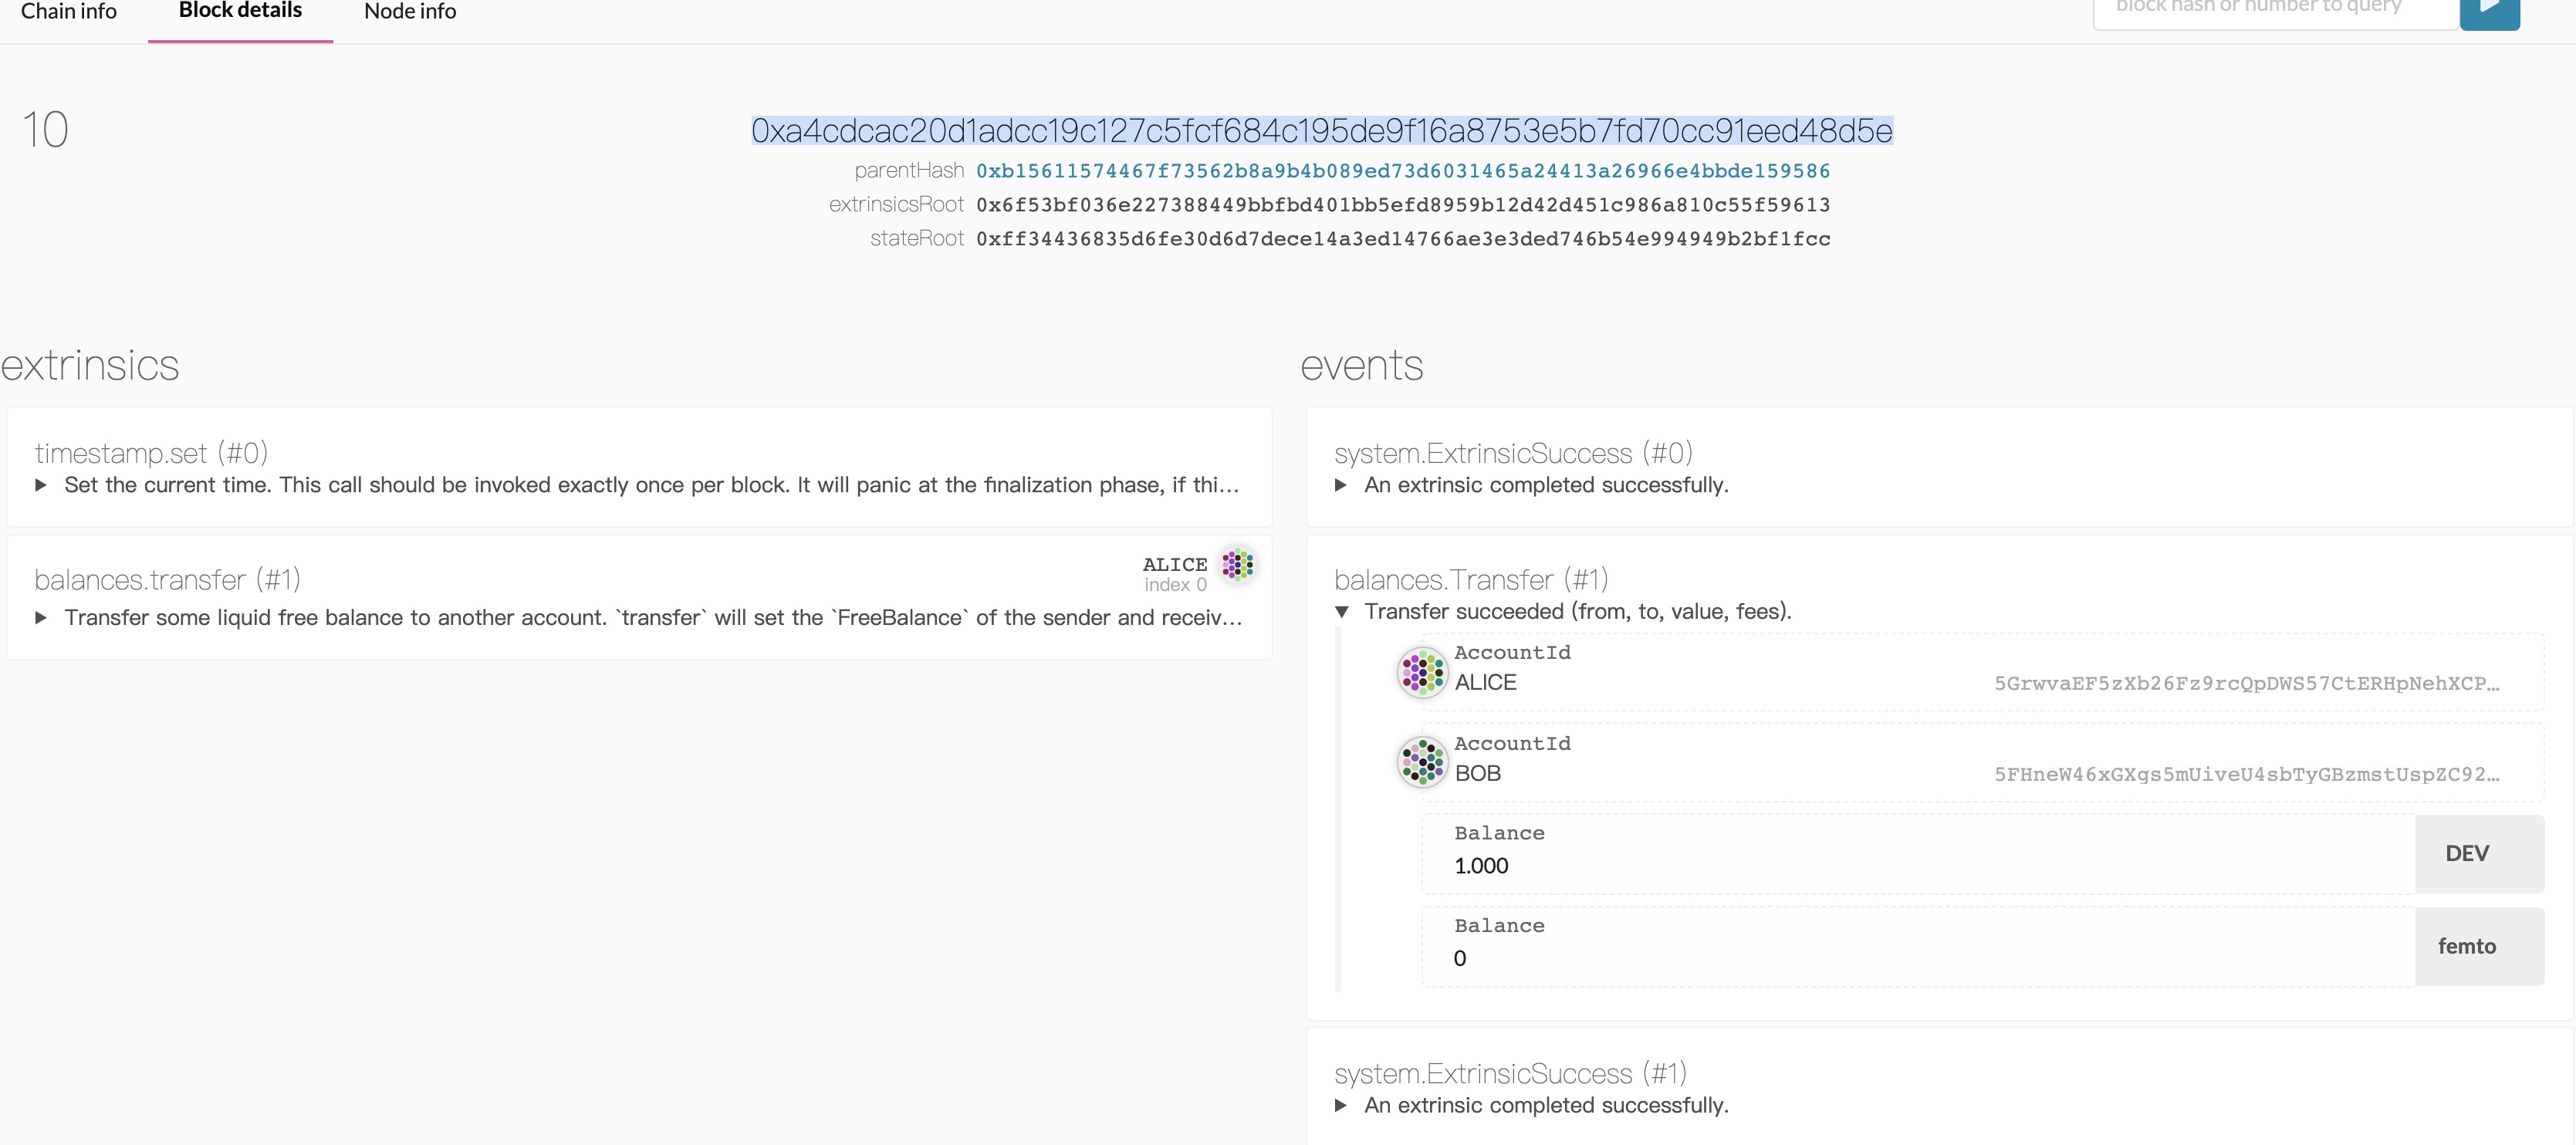 Chain info
Block details
Node info
block hash or number to query
10
0xa4cdcac20d1adcc19c127c5fcf684c195de9f16a8753e5b7fd70cc91eed48d5e
parentHash 0xb15611574467f73562b8a9b4b089ed73d6031465a24413a26966e4bbde159586
extrinsicsRoot 0x6f53bf036e227388449bbfbd401bb5efd8959b12d42d451c986a810c55f59613
stateRoot 0xff34436835d6fe30d6d7dece14a3ed14766ae3e3ded746b54e994949b2bf1fcc
extrinsics
timestamp.set (#0)
Set the current time. This call should be invoked exactly once per block. It will panic at the finalization phase, if thi...
balances.transfer (#1)
ALICE
index 0
Transfer some liquid free balance to another account. `transfer` will set the `FreeBalance` of the sender and receiv...
events
system.ExtrinsicSuccess (#0)
An extrinsic completed successfully.
balances.Transfer (#1)
Transfer succeeded (from, to, value, fees).
AccountId
ALICE
5GrwvaEF5zXb26Fz9rcQpDWS57CtERHpNehXCP...
AccountId
BOB
5FHneW46xGXgs5mUiveU4sbTyGBzmstUspZC92...
Balance
1.000
DEV
Balance
0
femto
system.ExtrinsicSuccess (#1)
An extrinsic completed successfully.